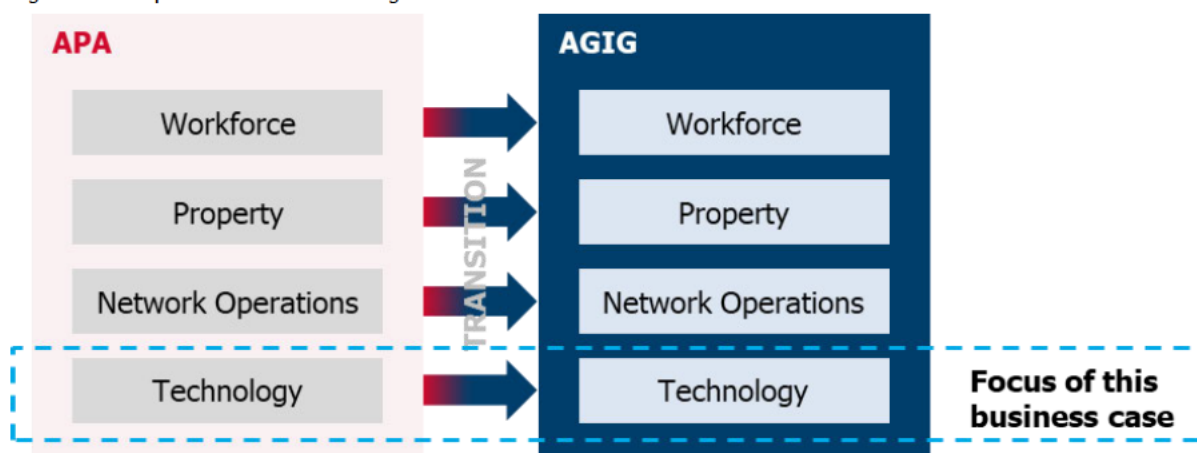 APA
AGIG
Workforce
Workforce
Property
Property
Network Operations
Network Operations
Technology
Technology
TRANSITION
Focus of this
business case